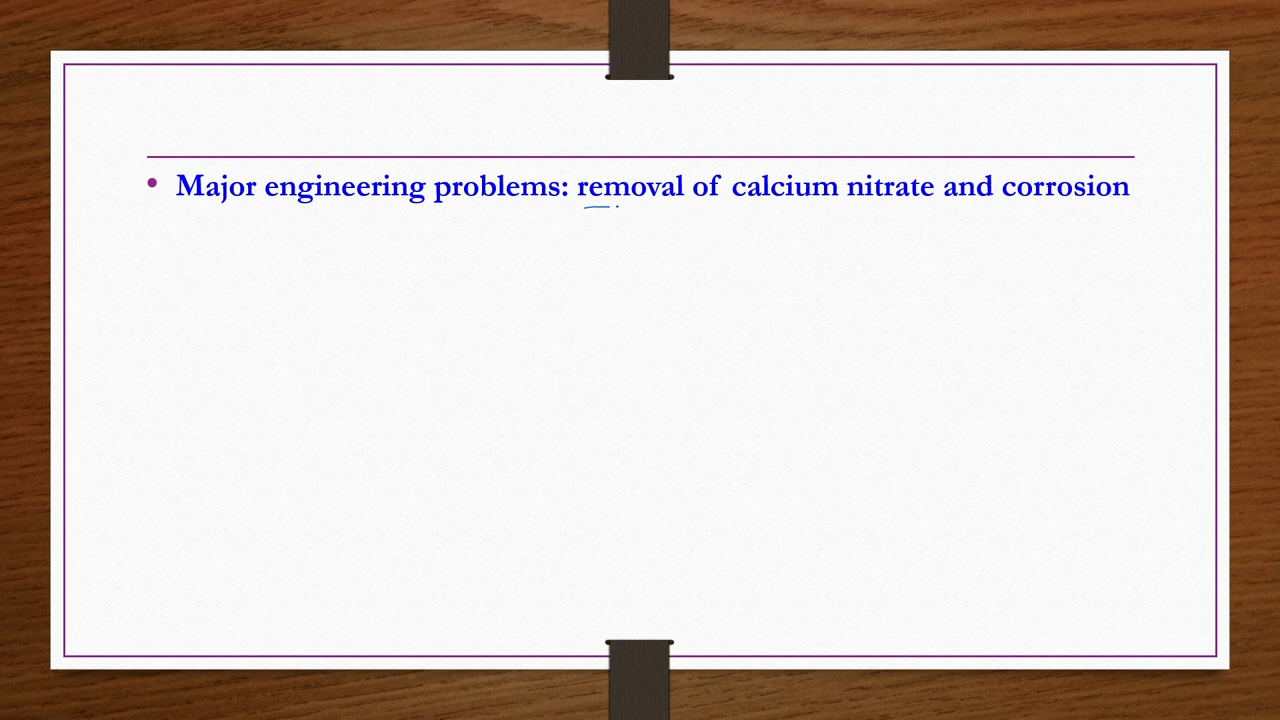 • Major engineering problems: removal of calcium nitrate and corrosion